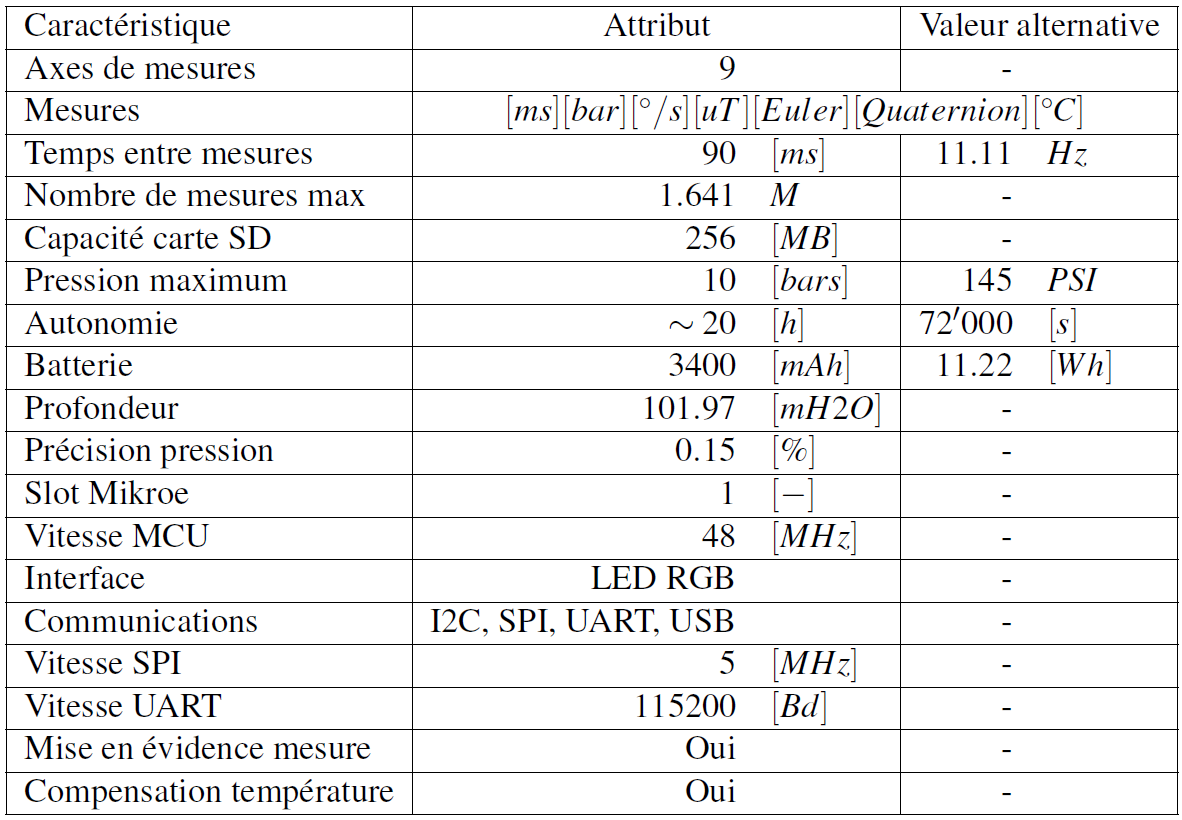 Caractéristique Attribut Valeur alternative
Axes de mesures 9 -
Mesures [ms][bar][°/s][uT][Euler][Quaternion][°C]
Temps entre mesures 90 [ms] 11.11 Hz
Nombre de mesures max 1.641 M -
Capacité carte SD 256 [MB] -
Pression maximum 10 [bars] 145 PSI
Autonomie ∼ 20 [h] 72′000 [s]
Batterie 3400 [mAh] 11.22 [Wh]
Profondeur 101.97 [mH2O] -
Précision pression 0.15 [%] -
Slot Mikroe 1 [−] -
Vitesse MCU 48 [MHz] -
Interface LED RGB -
Communications I2C, SPI, UART, USB -
Vitesse SPI 5 [MHz] -
Vitesse UART 115200 [Bd] -
Mise en évidence mesure Oui -
Compensation température Oui -